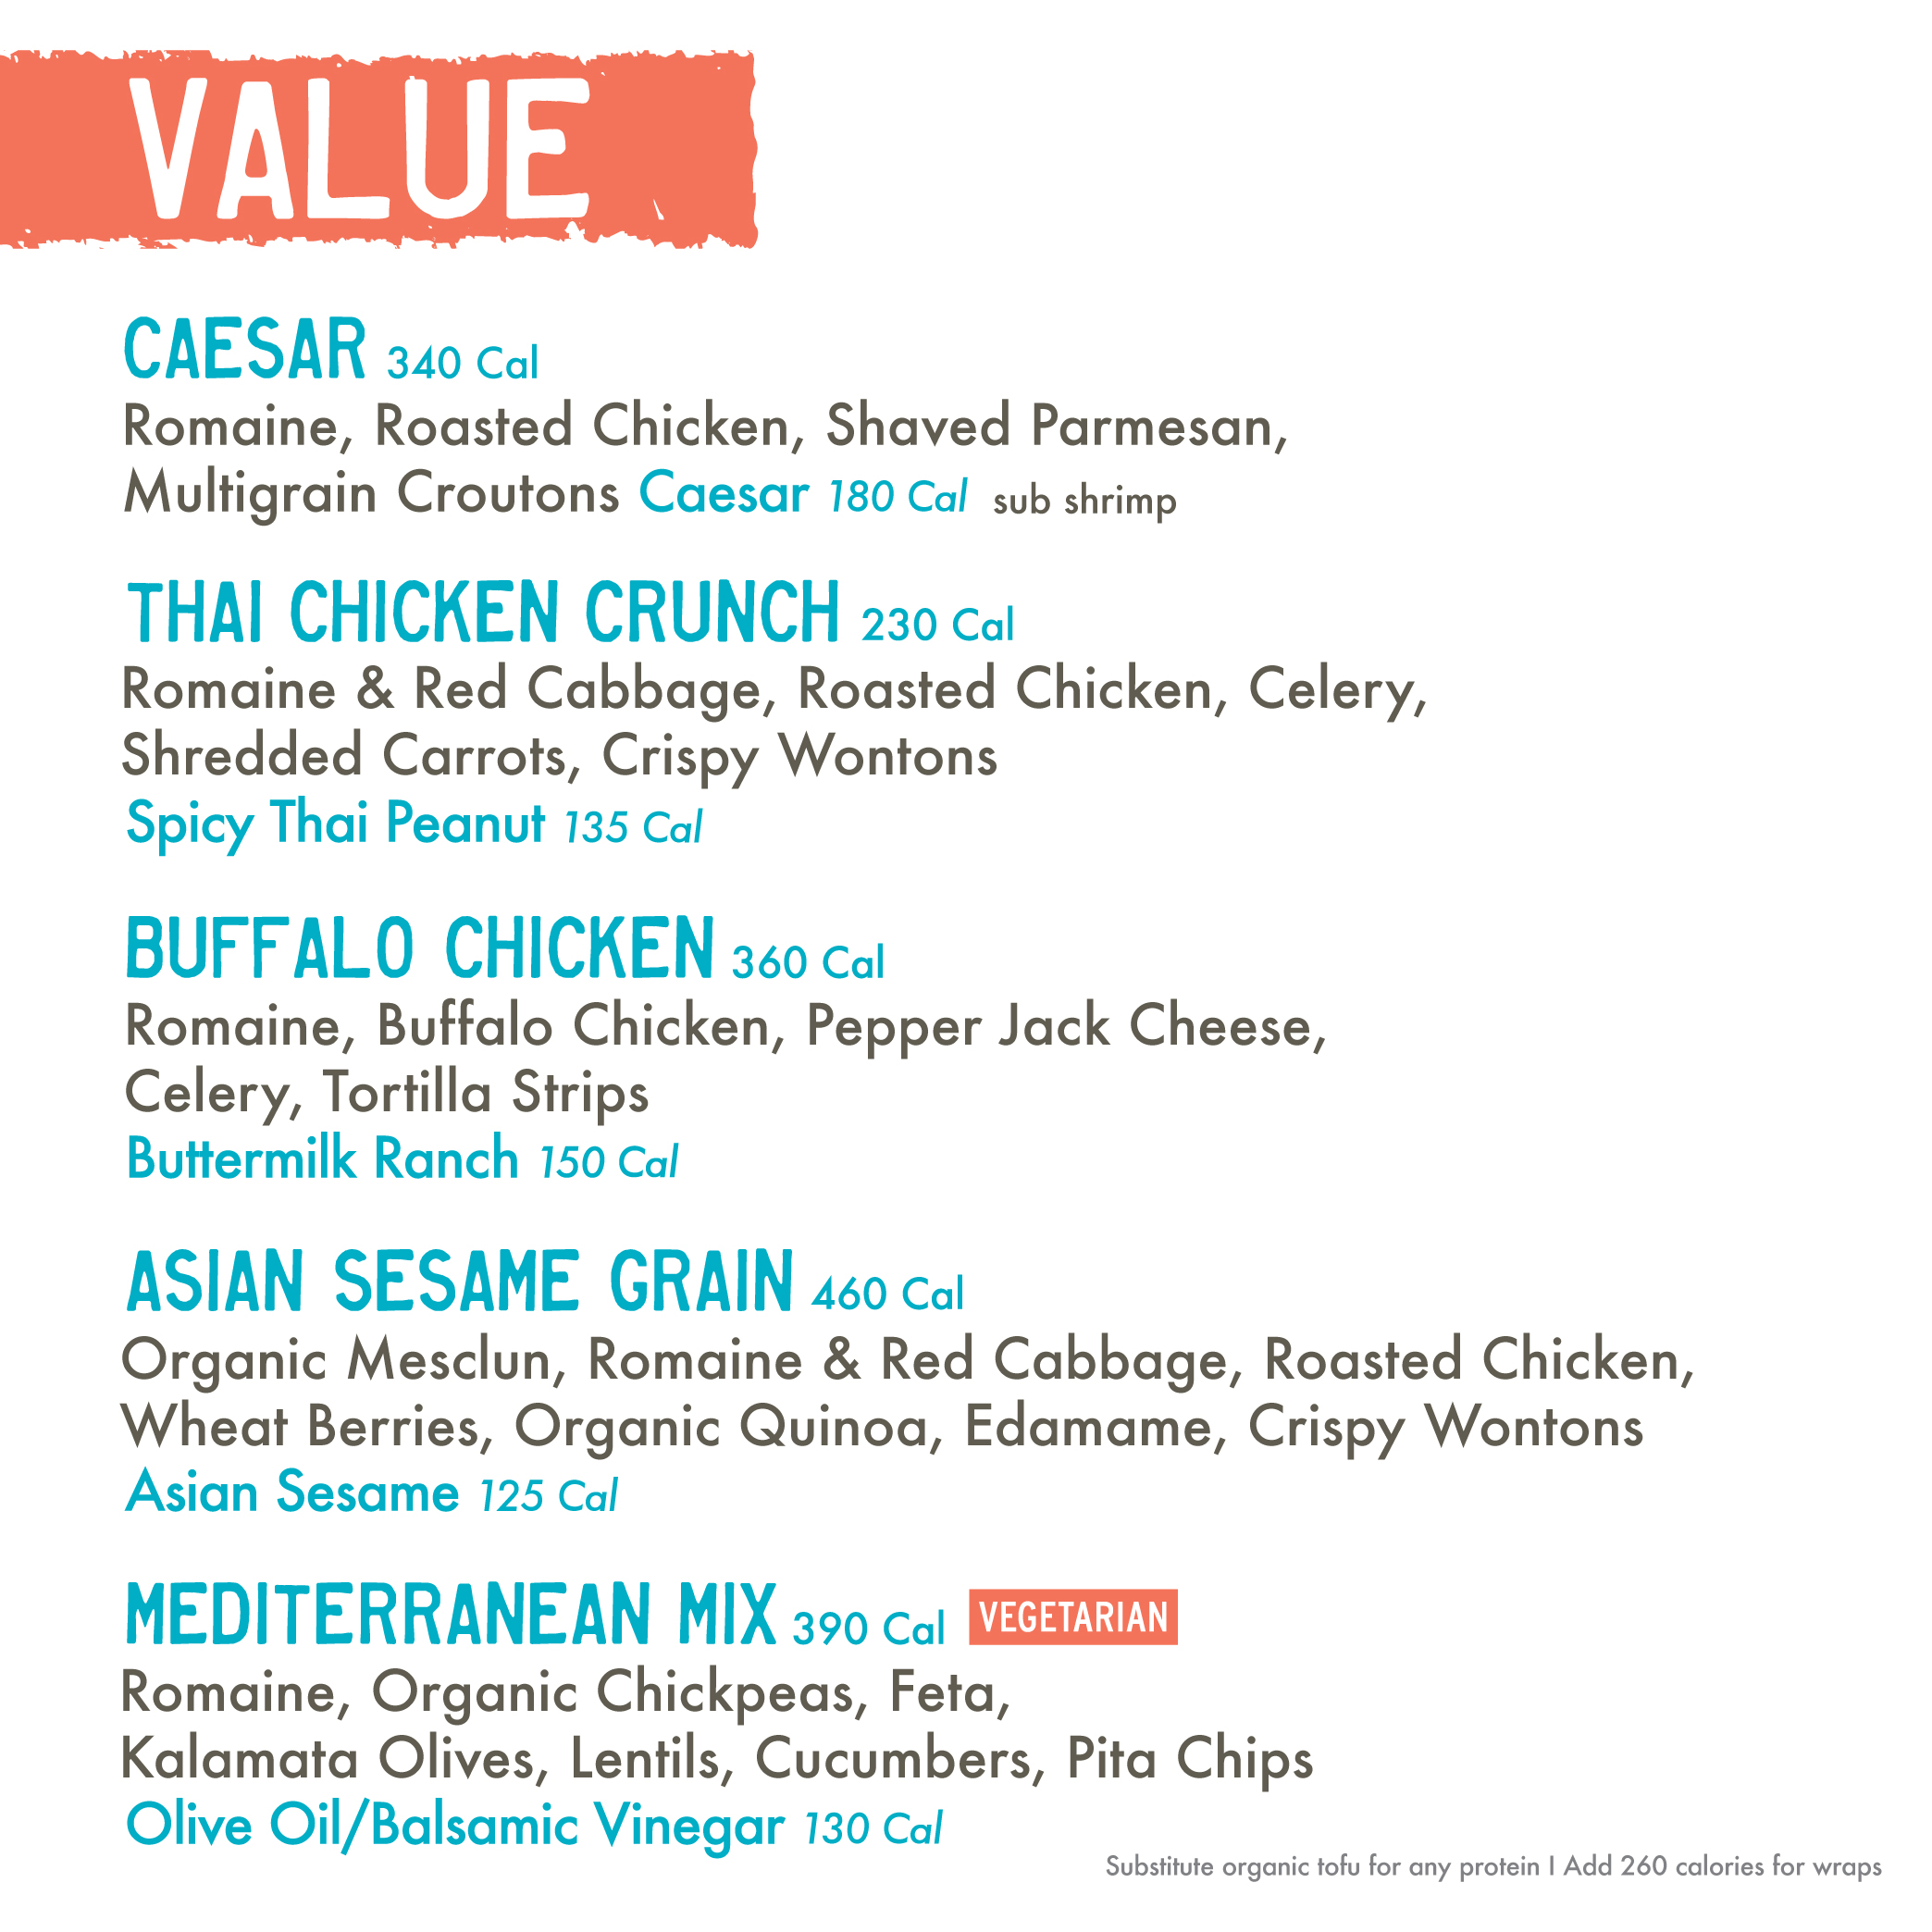 VALUE
CAESAR 340 Cal
Romaine, Roasted Chicken, Shaved Parmesan,
Multigrain Croutons Caesar 180 Cal sub shrimp
THAI CHICKEN CRUNCH 230 Cal
Romaine & Red Cabbage, Roasted Chicken, Celery,
Shredded Carrots, Crispy Wontons
Spicy Thai Peanut 135 Cal
BUFFALO CHICKEN 360 Cal
Romaine, Buffalo Chicken, Pepper Jack Cheese,
Celery, Tortilla Strips
Buttermilk Ranch 150 Cal
ASIAN SESAME GRAIN 460 Cal
Organic Mesclun, Romaine & Red Cabbage, Roasted Chicken,
Wheat Berries, Organic Quinoa, Edamame, Crispy Wontons
Asian Sesame 125 Cal
MEDITERRANEAN MIX 390 Cal VEGETARIAN
Romaine, Organic Chickpeas, Feta,
Kalamata Olives, Lentils, Cucumbers, Pita Chips
Olive Oil/Balsamic Vinegar 130 Cal
Substitute organic tofu for any protein | Add 260 calories for wraps